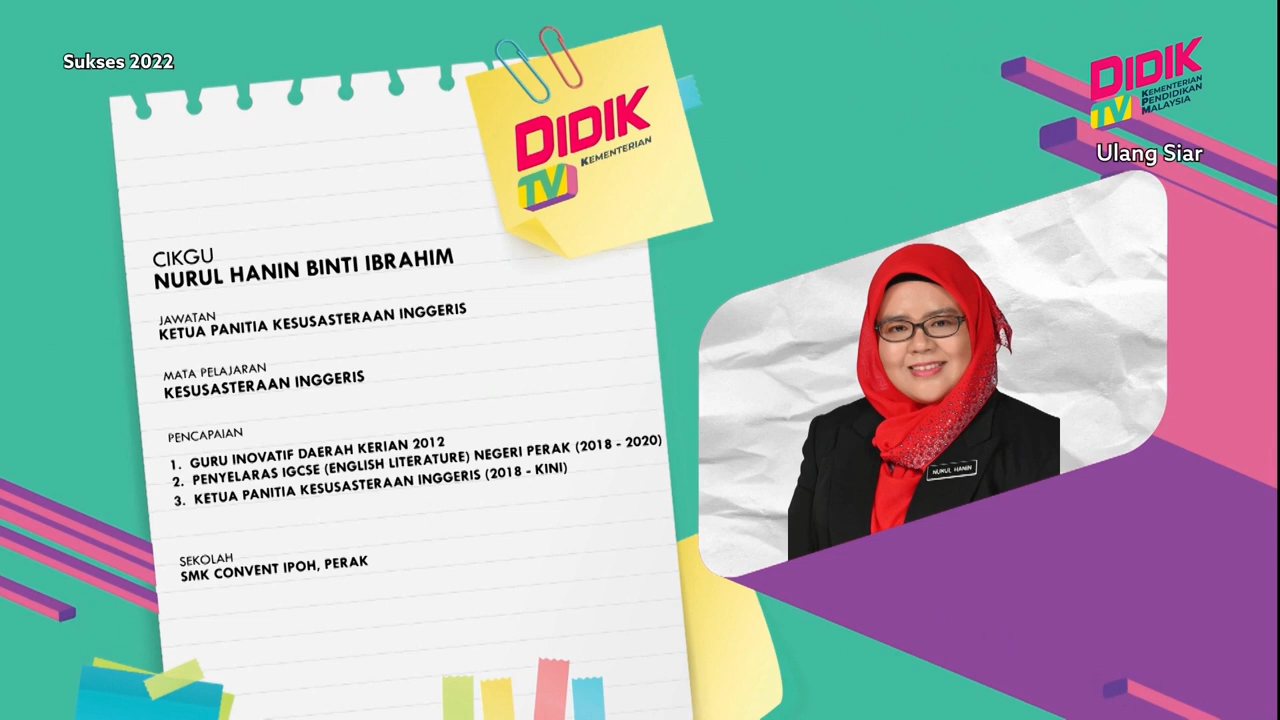 Sukses 2022
DIDIK
TV
KEMENTERIAN
DIDIK
TV
KEMENTERIAN
PENDIDIKAN
MALAYSIA
Ulang Siar
CIKGU
NURUL HANIN BINTI IBRAHIM
JAWATAN
KETUA PANITIA KESUSASTERAAN INGGERIS
MATA PELAJARAN
KESUSASTERAAN INGGERIS
PENCAPAIAN
1. GURU INOVATIF DAERAH KERIAN 2012
2. PENYELARAS IGCSE (ENGLISH LITERATURE) NEGERI PERAK (2018 - 2020)
3. KETUA PANITIA KESUSASTERAAN INGGERIS (2018 - KINI)
SEKOLAH
SMK CONVENT IPOH, PERAK
NURUL HANIN